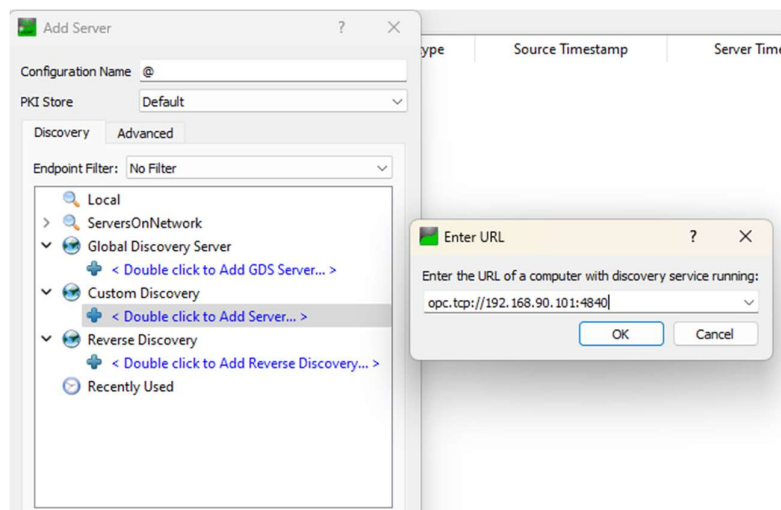 Add Server
?
Configuration Name @
PKI Store Default
Discovery Advanced
Endpoint Filter: No Filter
Local
ServersOnNetwork
Global Discovery Server
< Double click to Add GDS Server... >
Custom Discovery
< Double click to Add Server... >
Reverse Discovery
< Double click to Add Reverse Discovery... >
Recently Used
Source Timestamp
Enter URL
?
Enter the URL of a computer with discovery service running:
opc.tcp://192.168.90.101:4840
OK Cancel